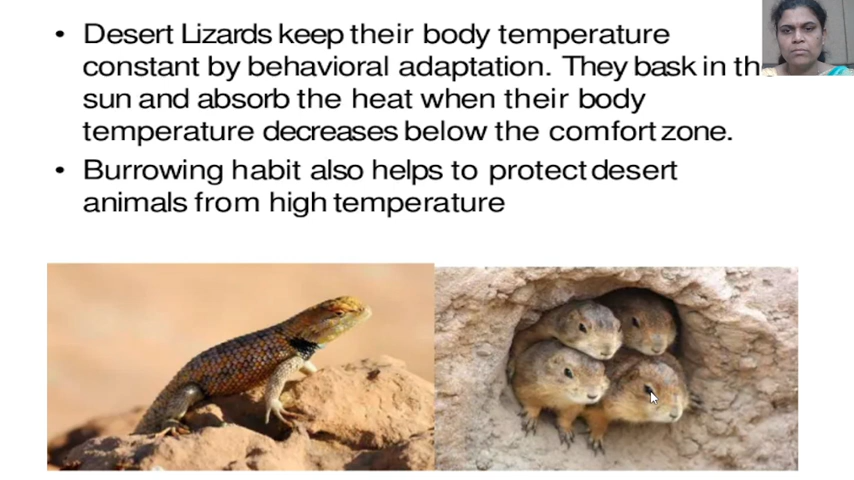 • Desert Lizards keep their body temperature
constant by behavioral adaptation. They bask in th
sun and absorb the heat when their body
temperature decreases below the comfort zone.
• Burrowing habit also helps to protect desert
animals from high temperature